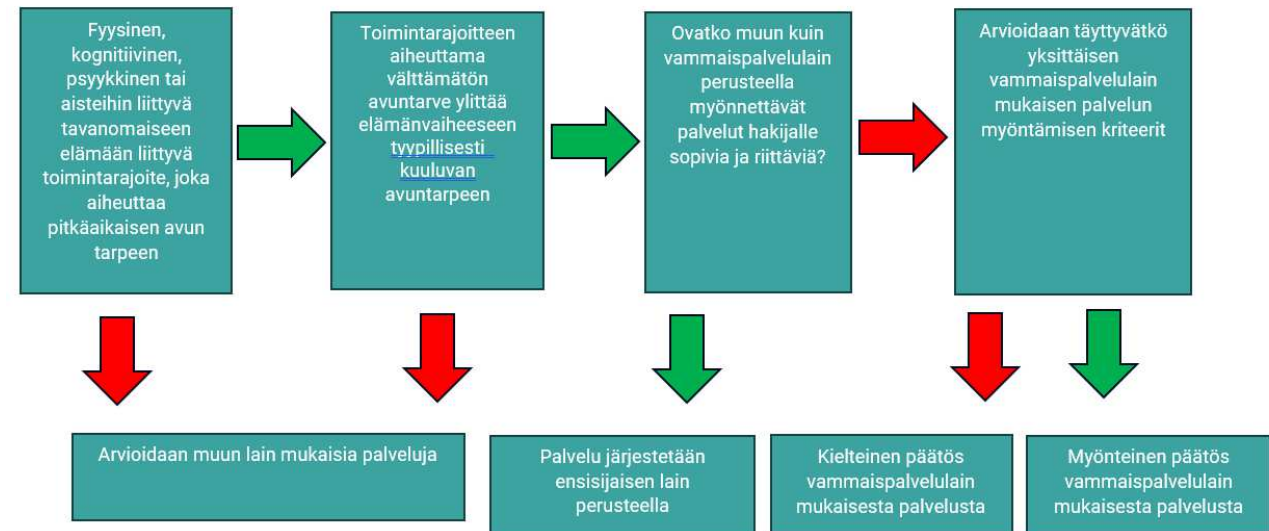 Fyysinen,
kognitiivinen,
psyykkinen tai
aisteihin liittyvä
tavanomaiseen
elämään liittyvä
toimintarajoite, joka
aiheuttaa
pitkäaikaisen avun
tarpeen
Toimintarajoitteen
aiheuttama
välttämätön
avuntarve ylittää
elämänvaiheeseen
tyypillisesti
kuuluvan
avuntarpeen
Ovatko muun kuin
vammaispalvelulain
perusteella
myönnettävät
palvelut hakijalle
sopivia ja riittäviä?
Arvioidaan täyttyvätkö
yksittäisen
vammaispalvelulain
mukaisen palvelun
myöntämisen kriteerit
Arvioidaan muun lain mukaisia palveluja
Palvelu järjestetään
ensisijaisen lain
perusteella
Kielteinen päätös
vammaispalvelulain
mukaisesta palvelusta
Myönteinen päätös
vammaispalvelulain
mukaisesta palvelusta